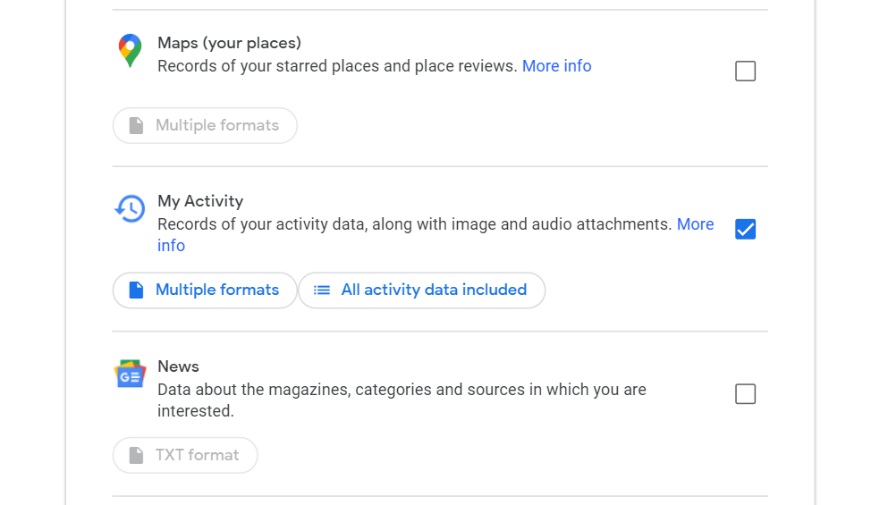 Maps (your places)
Records of your starred places and place reviews. More info
Multiple formats
My Activity
Records of your activity data, along with image and audio attachments. More
info
Multiple formats
All activity data included
GE
News
Data about the magazines, categories and sources in which you are
interested.
TXT format